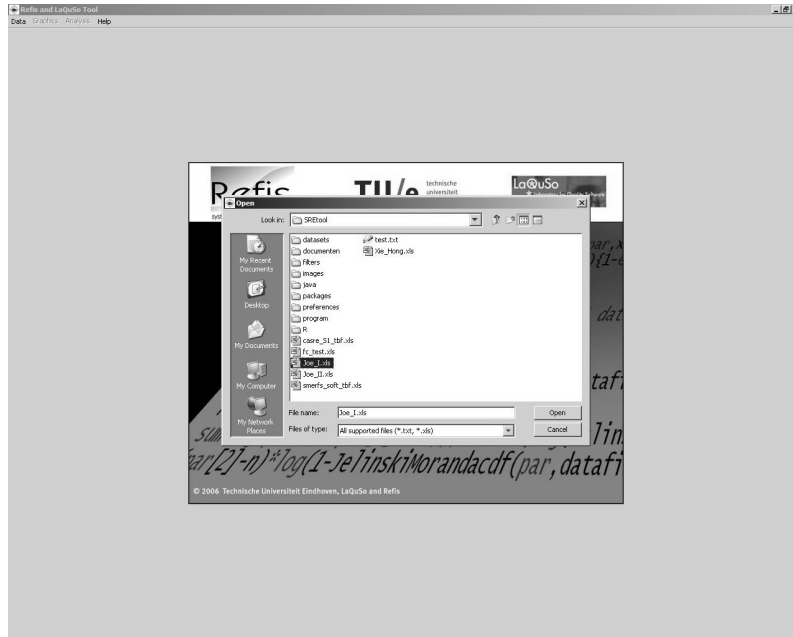 Refis and LaQuSo Tool
Data Graphics Analysis Help
Refis
TU/e
technische
universiteit
LaQuSo
Open
Look in: SREtool
My Recent
Documents
Desktop
My Documents
My Computer
My Network
Places
datasets
documenten
filters
images
java
packages
preferences
program
R
casre_S1_tbf.xls
fc_test.xls
Joe_I.xls
Joe_II.xls
smerfs_soft_tbf.xls
test.txt
Xie_Hong.xls
File name: Joe_I.xls
Open
Files of type: All supported files (*.txt, *.xls)
Cancel
par[2]-n)*log(1-JelinskiMorandacdf(par,datafi
© 2006 Technische Universiteit Eindhoven, LaQuSo and Refis